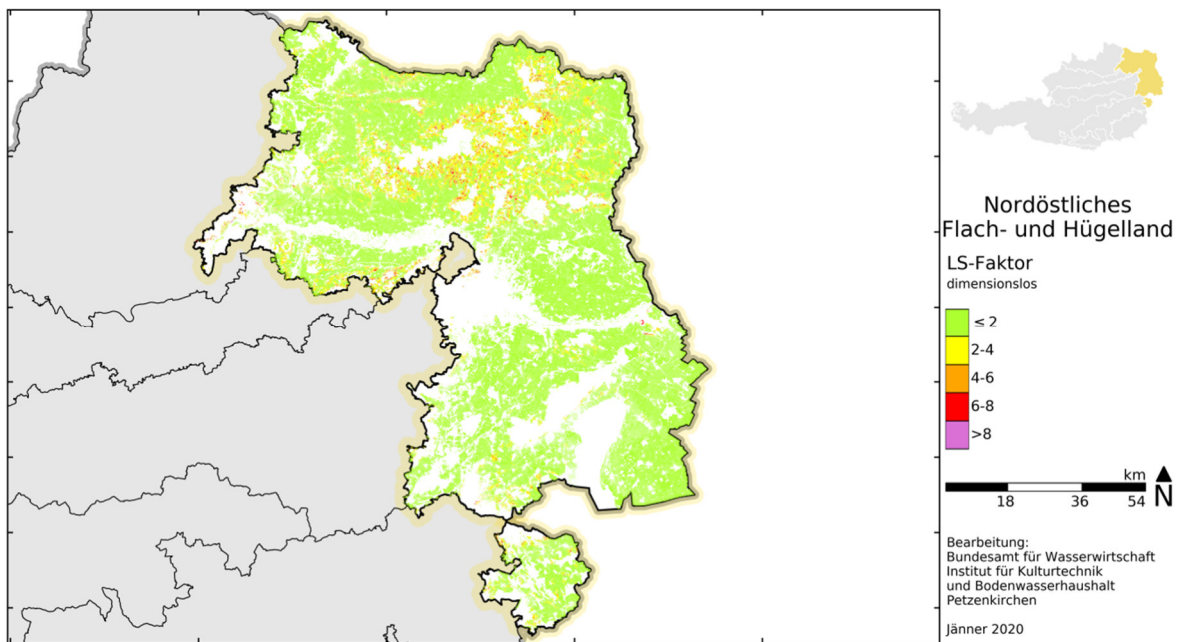 Nordöstliches
Flach- und Hügelland
LS-Faktor
dimensionslos
≤ 2
2-4
4-6
6-8
>8
km
18 36 54
N
Bearbeitung:
Bundesamt für Wasserwirtschaft
Institut für Kulturtechnik
und Bodenwasserhaushalt
Petzenkirchen
Jänner 2020